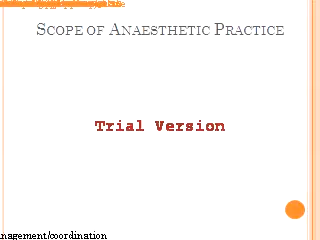 SCOPE OF ANAESTHETIC PRACTICE
Trial Version
nagement/coordination